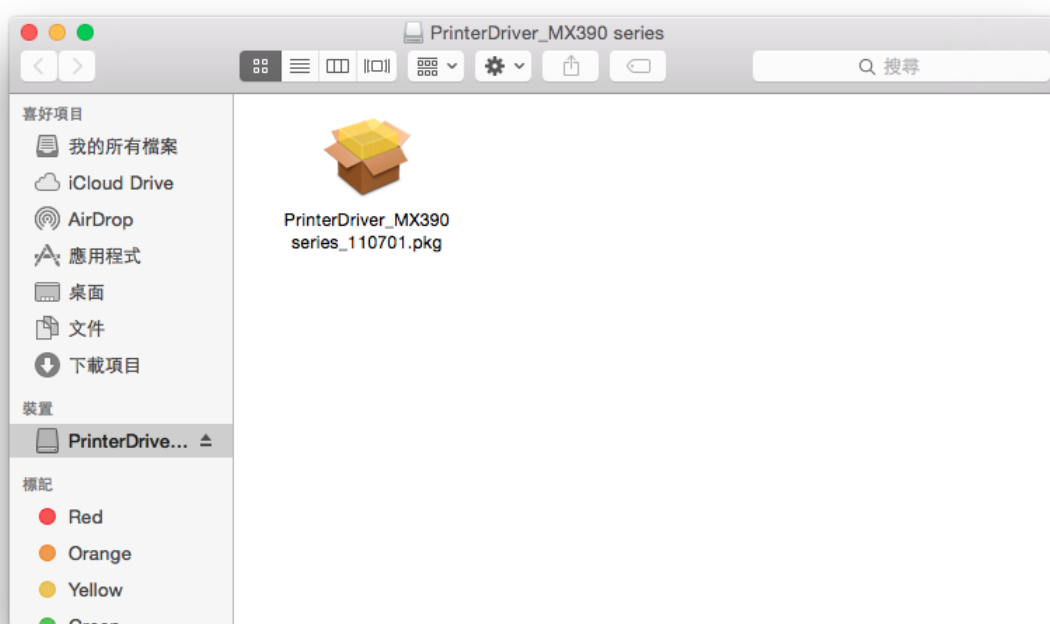 PrinterDriver_MX390 series
搜尋
喜好項目
我的所有檔案
iCloud Drive
AirDrop
應用程式
桌面
文件
下載項目
裝置
PrinterDrive...
標記
Red
Orange
Yellow
Green
PrinterDriver_MX390
series_110701.pkg